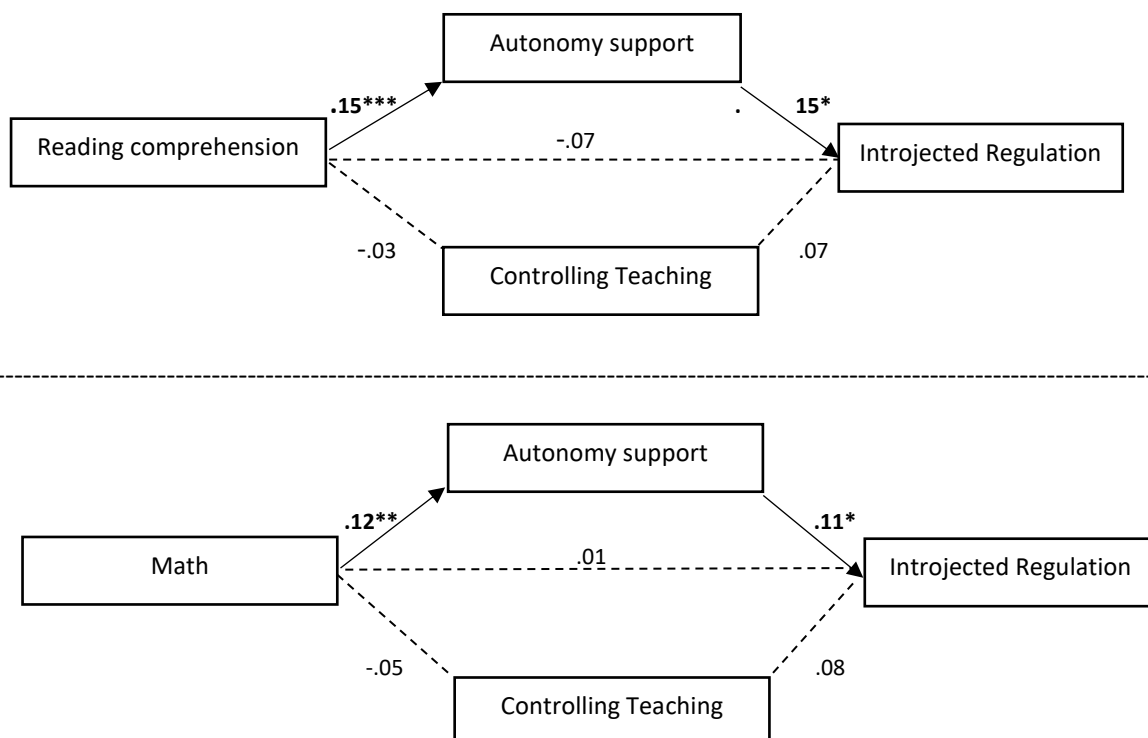 Autonomy support
.15*** . 15*
Reading comprehension -.07 Introjected Regulation
-.03 .07
Controlling Teaching
Autonomy support
.12** .11*
Math .01 Introjected Regulation
-.05 .08
Controlling Teaching